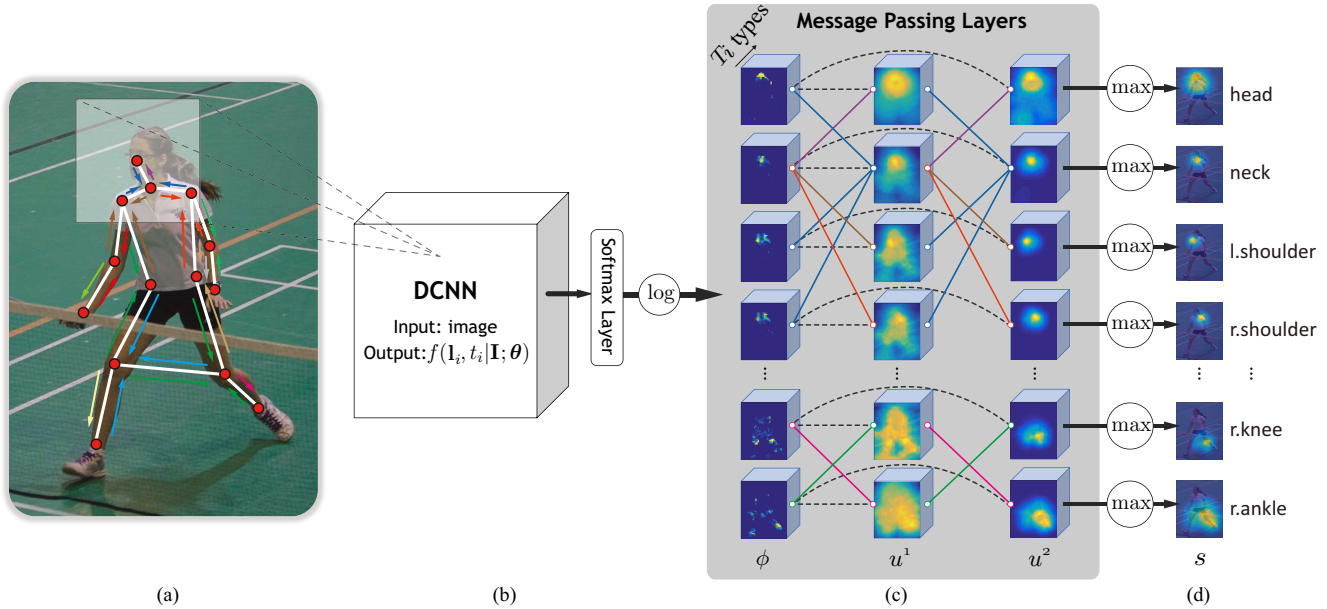 Message Passing Layers
T_i types
head
neck
l.shoulder
r.shoulder
r.knee
r.ankle
max
max
max
max
max
max
DCNN
Input: image
Output: f(l_i, t_i|I; θ)
Softmax Layer
log
⋮
⋮
⋮
⋮
⋮
ϕ
u¹
u²
s
(a)
(b)
(c)
(d)